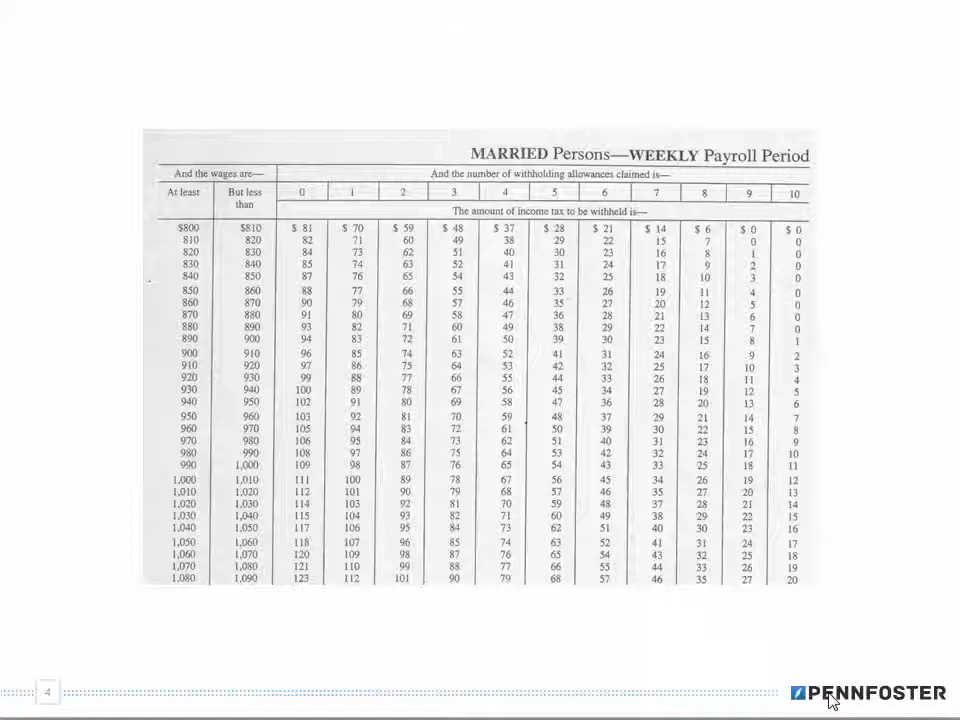 MARRIED Persons—WEEKLY Payroll Period
And the wages are— And the number of withholding allowances claimed is—
At least But less than 0 1 2 3 4 5 6 7 8 9 10
The amount of income tax to be withheld is—
$800 $810 $ 81 $ 70 $ 59 $ 48 $ 37 $ 28 $ 21 $ 14 $ 6 $ 0 $ 0
810 820 82 71 60 49 38 29 22 15 7 0 0
820 830 84 73 62 51 40 30 23 16 8 1 0
830 840 85 74 63 52 41 31 24 17 9 2 0
840 850 87 76 65 54 43 32 25 18 10 3 0
850 860 88 77 66 55 44 33 26 19 11 4 0
860 870 90 79 68 57 46 35 27 20 12 5 0
870 880 91 80 69 58 47 36 28 21 13 6 0
880 890 93 82 71 60 49 38 29 22 14 7 0
890 900 94 83 72 61 50 39 30 23 15 8 1
900 910 96 85 74 63 52 41 31 24 16 9 2
910 920 97 86 75 64 53 42 32 25 17 10 3
920 930 99 88 77 66 55 44 33 26 18 11 4
930 940 100 89 78 67 56 45 34 27 19 12 5
940 950 102 91 80 69 58 47 36 28 20 13 6
950 960 103 92 81 70 59 48 37 29 21 14 7
960 970 105 94 83 72 61 50 39 30 22 15 8
970 980 106 95 84 73 62 51 40 31 23 16 9
980 990 108 97 86 75 64 53 42 32 24 17 10
990 1,000 109 98 87 76 65 54 43 33 25 18 11
1,000 1,010 111 100 89 78 67 56 45 34 26 19 12
1,010 1,020 112 101 90 79 68 57 46 35 27 20 13
1,020 1,030 114 103 92 81 70 59 48 37 28 21 14
1,030 1,040 115 104 93 82 71 60 49 38 29 22 15
1,040 1,050 117 106 95 84 73 62 51 40 30 23 16
1,050 1,060 118 107 96 85 74 63 52 41 31 24 17
1,060 1,070 120 109 98 87 76 65 54 43 32 25 18
1,070 1,080 121 110 99 88 77 66 55 44 33 26 19
1,080 1,090 123 112 101 90 79 68 57 46 35 27 20
4
PENNFOSTER